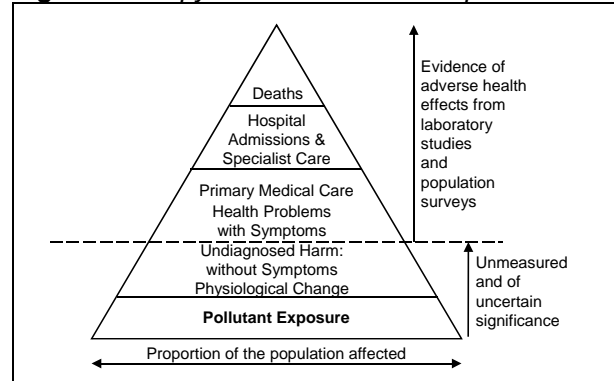 Deaths
Hospital
Admissions &
Specialist Care
Primary Medical Care
Health Problems
with Symptoms
Undiagnosed Harm:
without Symptoms
Physiological Change
Pollutant Exposure
Proportion of the population affected
Evidence of
adverse health
effects from
laboratory
studies
and
population
surveys
Unmeasured
and of
uncertain
significance